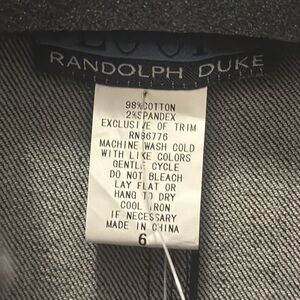 RANDOLPH DUKE
98% COTTON
2% SPANDEX
EXCLUSIVE OF TRIM
RN86776
MACHINE WASH COLD
WITH LIKE COLORS
GENTLE CYCLE
DO NOT BLEACH
LAY FLAT OR
HANG TO DRY
COOL IRON
IF NECESSARY
MADE IN CHINA
6